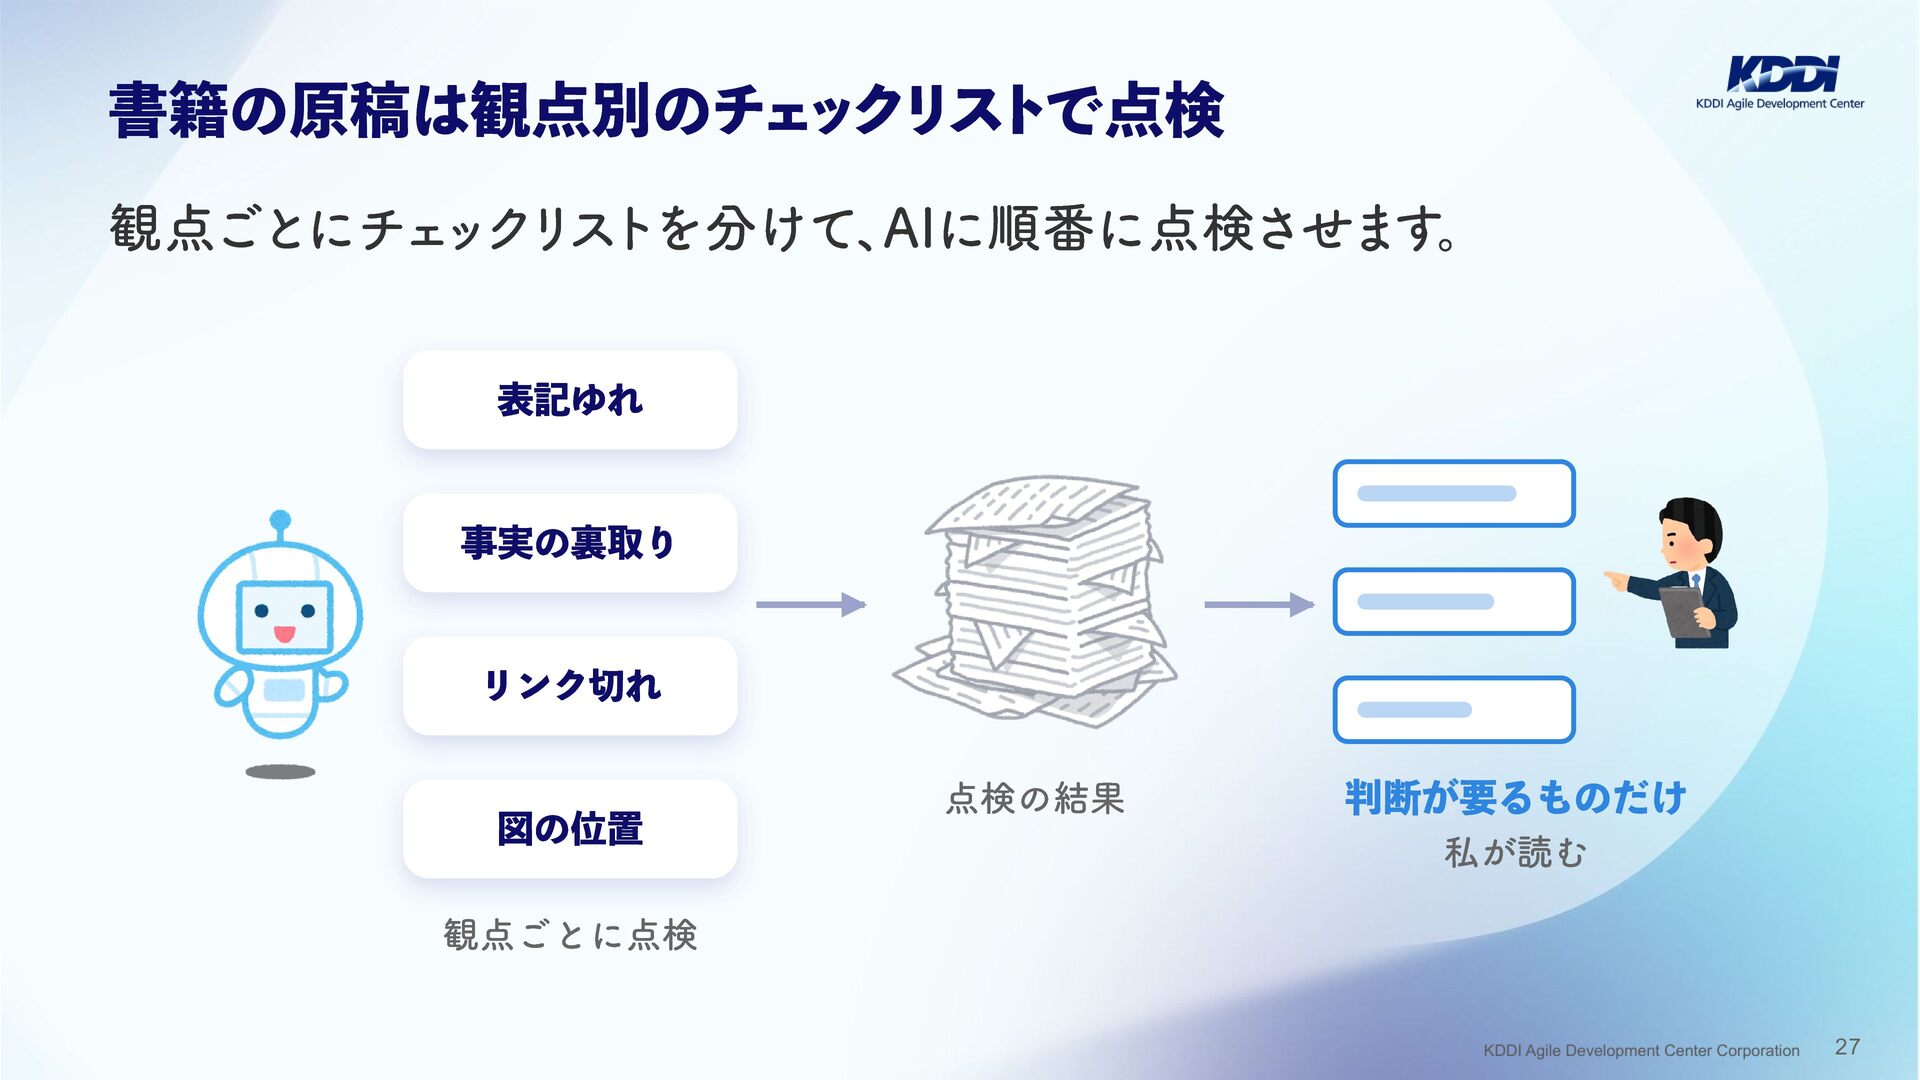 書籍の原稿は観点別のチェックリストで点検
KDDI
KDDI Agile Development Center
観点ごとにチェックリストを分けて、AIに順番に点検させます。
表記ゆれ
事実の裏取り
リンク切れ
図の位置
観点ごとに点検
点検の結果
判断が要るものだけ
私が読む
KDDI Agile Development Center Corporation
27